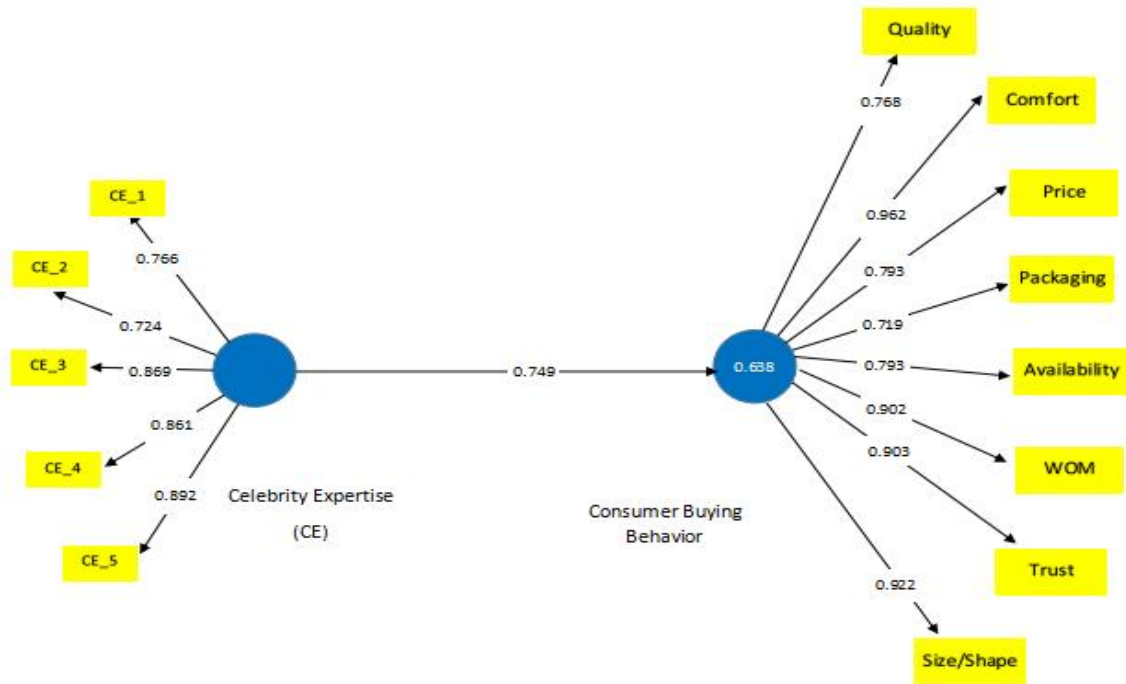 Quality
0.768
Comfort
0.962
Price
0.793
Packaging
0.719
Availability
0.793
WOM
0.902
Trust
0.903
Size/Shape
0.922
CE_1
0.766
CE_2
0.724
CE_3
0.869
CE_4
0.861
CE_5
0.892
0.749
0.638
Celebrity Expertise
(CE)
Consumer Buying
Behavior